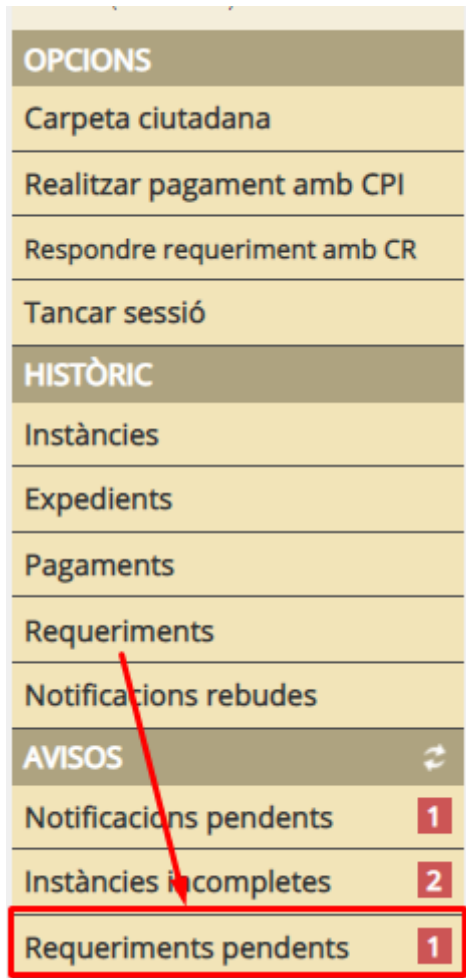 OPCIONS
Carpeta ciutadana
Realitzar pagament amb CPI
Respondre requeriment amb CR
Tancar sessió
HISTÒRIC
Instàncies
Expedients
Pagaments
Requeriments
Notificacions rebudes
AVISOS
Notificacions pendents 1
Instàncies incompletes 2
Requeriments pendents 1